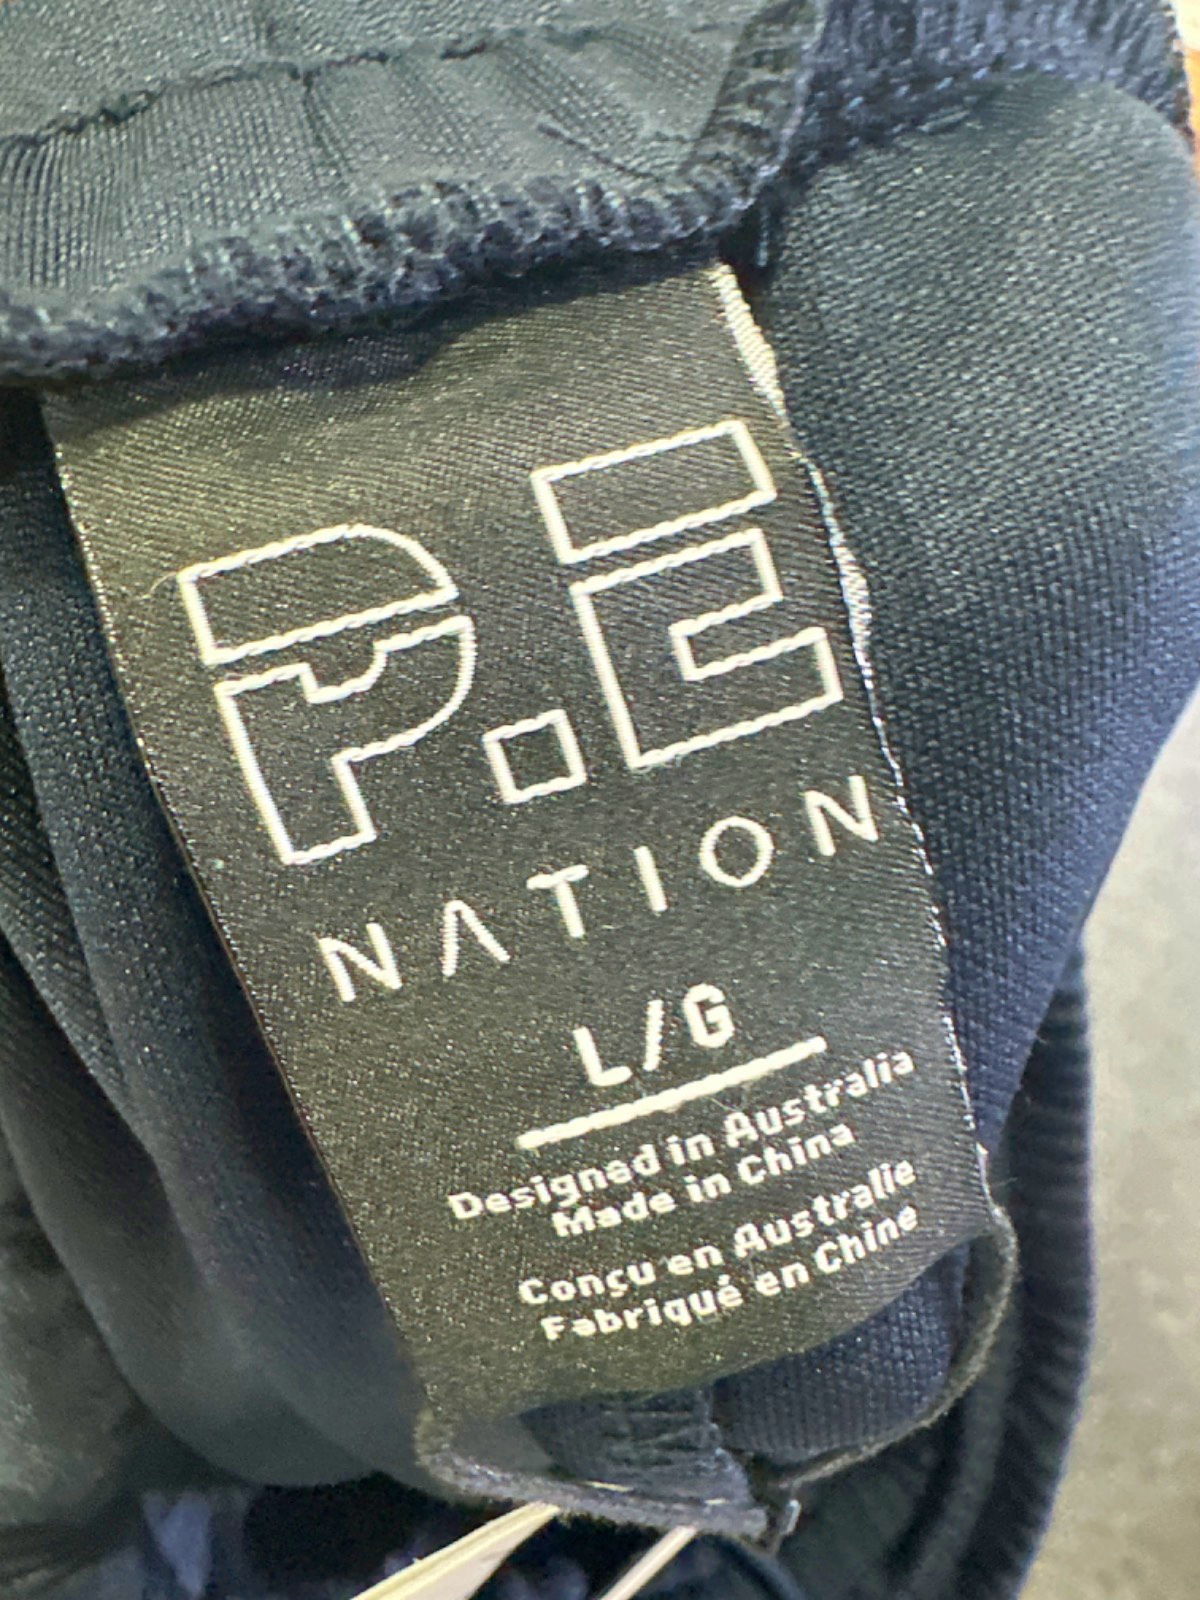 P.E
NATION
L/G
Designed in Australia
Made in China
Conçu en Australie
Fabriqué en Chine